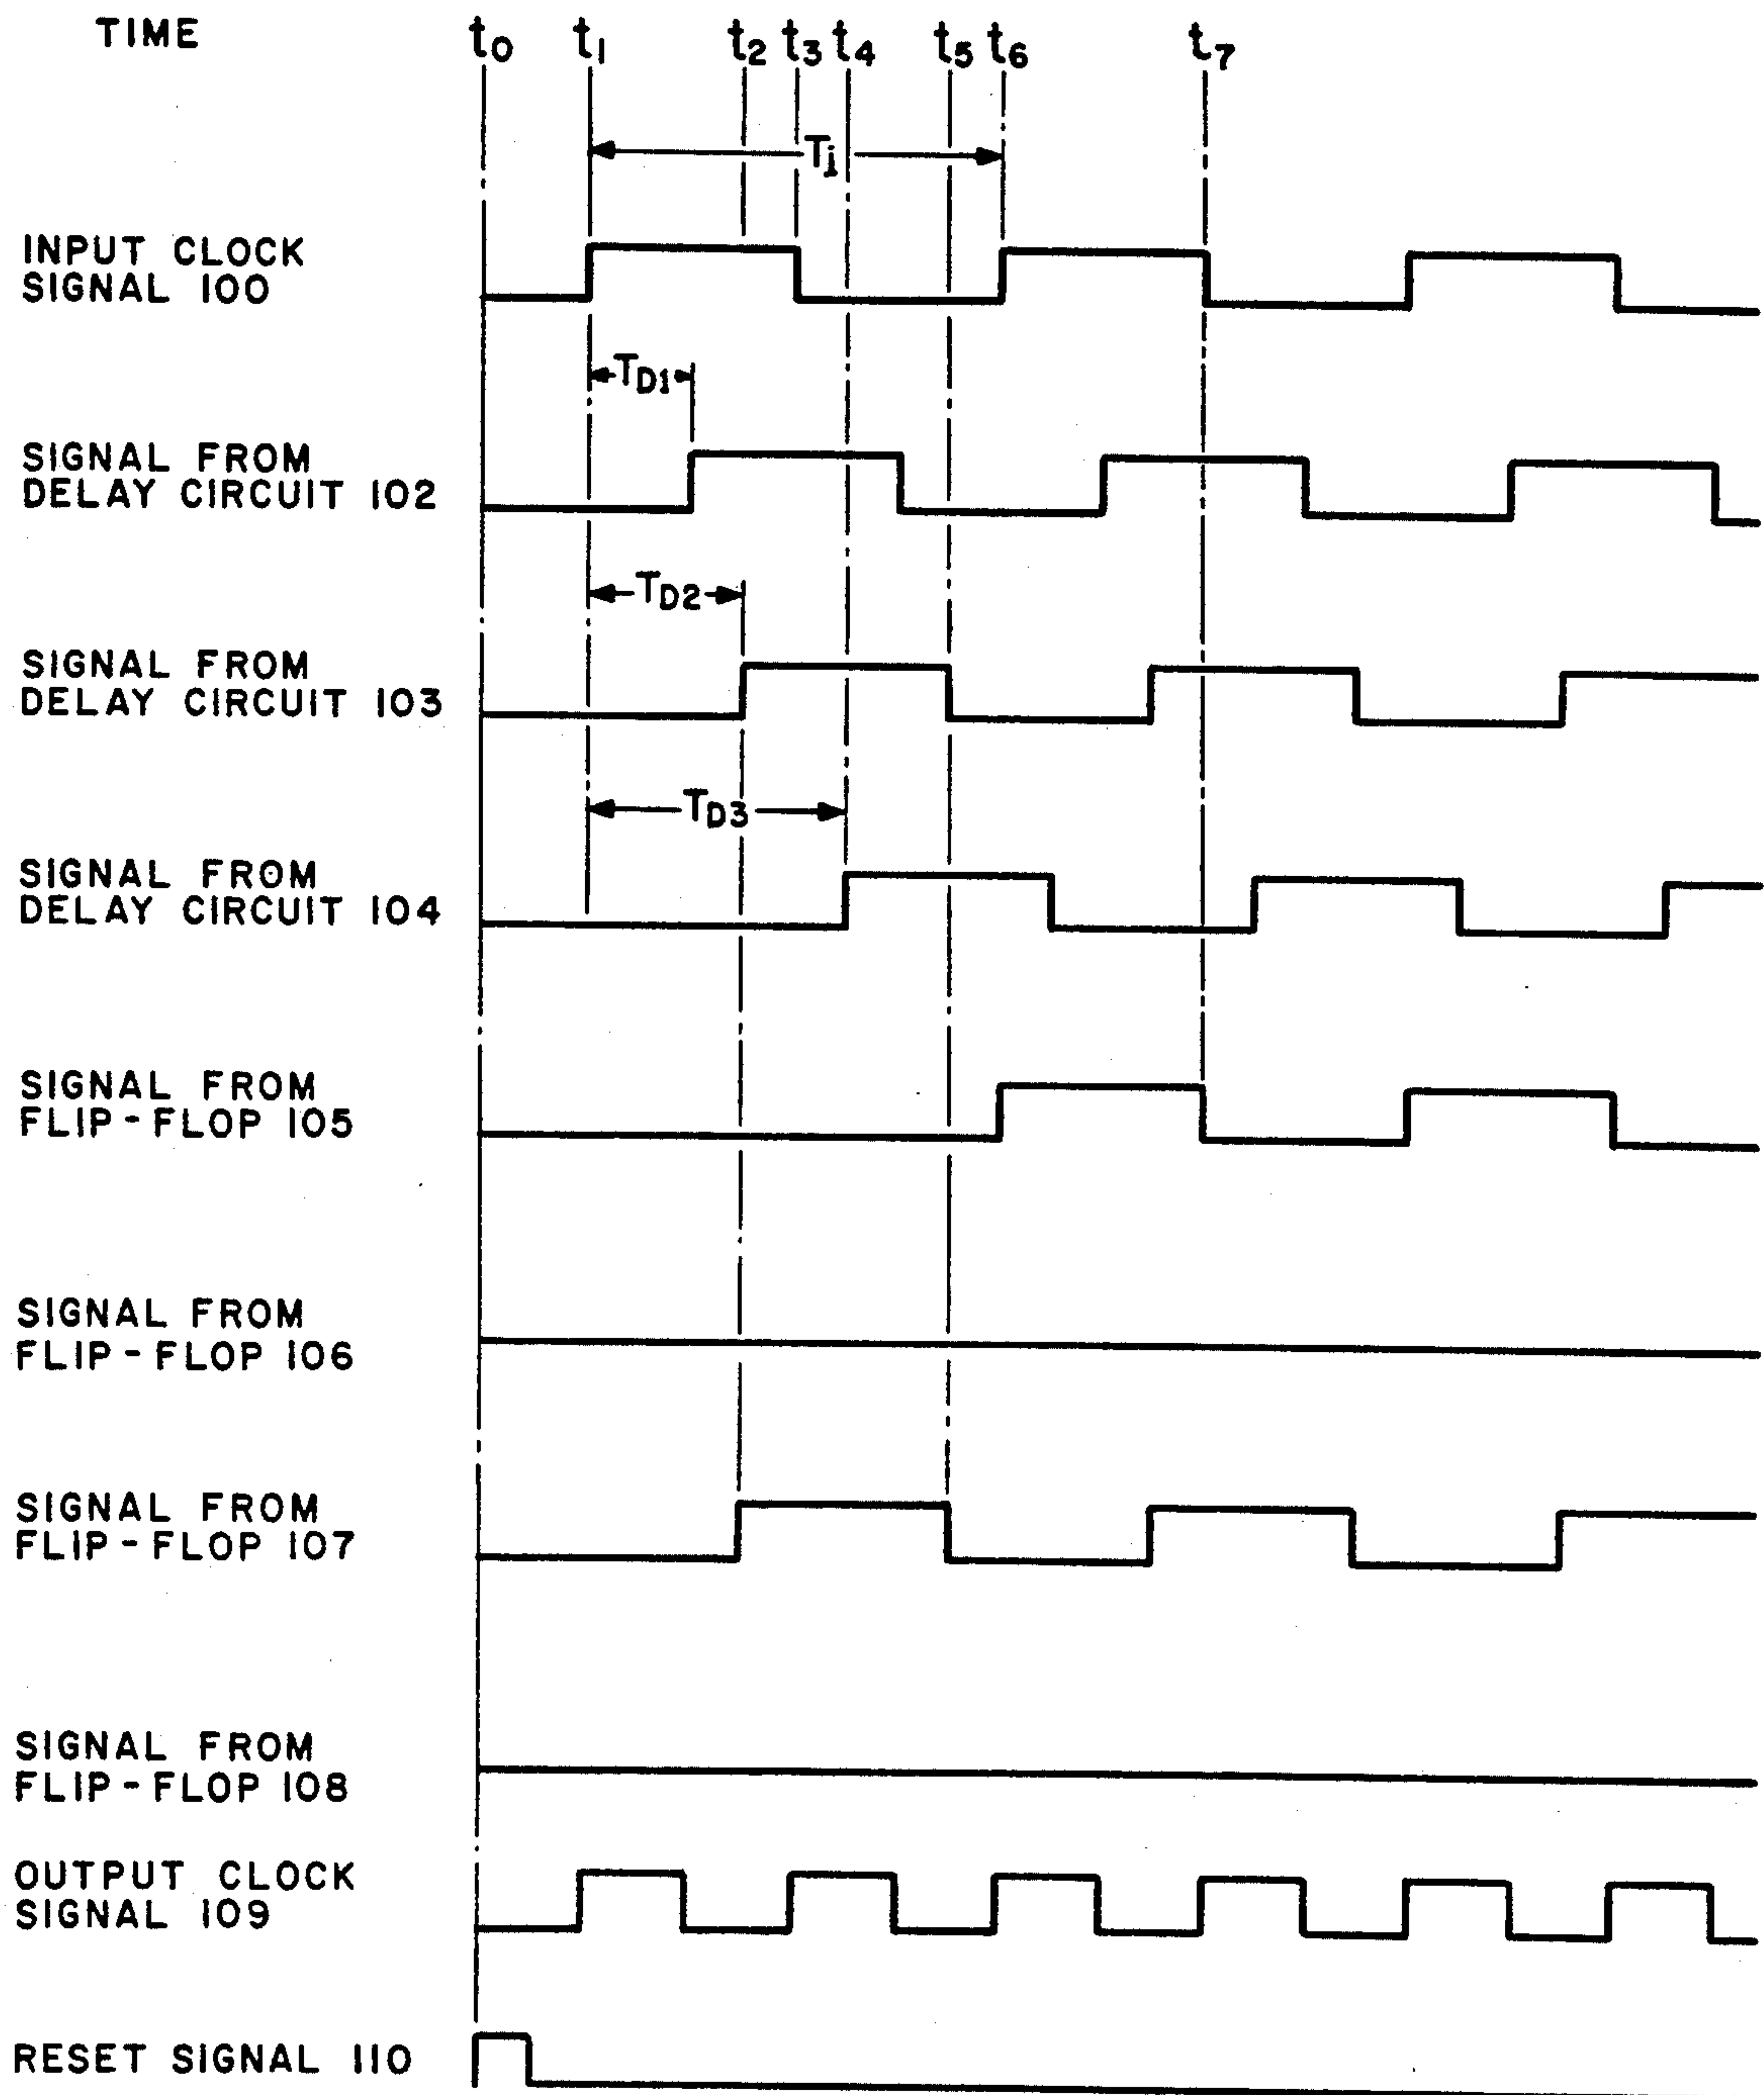 TIME t0 t1 t2 t3 t4 t5 t6 t7
Ti
INPUT CLOCK
SIGNAL 100
TD1
SIGNAL FROM
DELAY CIRCUIT 102
TD2
SIGNAL FROM
DELAY CIRCUIT 103
TD3
SIGNAL FROM
DELAY CIRCUIT 104
SIGNAL FROM
FLIP-FLOP 105
SIGNAL FROM
FLIP-FLOP 106
SIGNAL FROM
FLIP-FLOP 107
SIGNAL FROM
FLIP-FLOP 108
OUTPUT CLOCK
SIGNAL 109
RESET SIGNAL 110